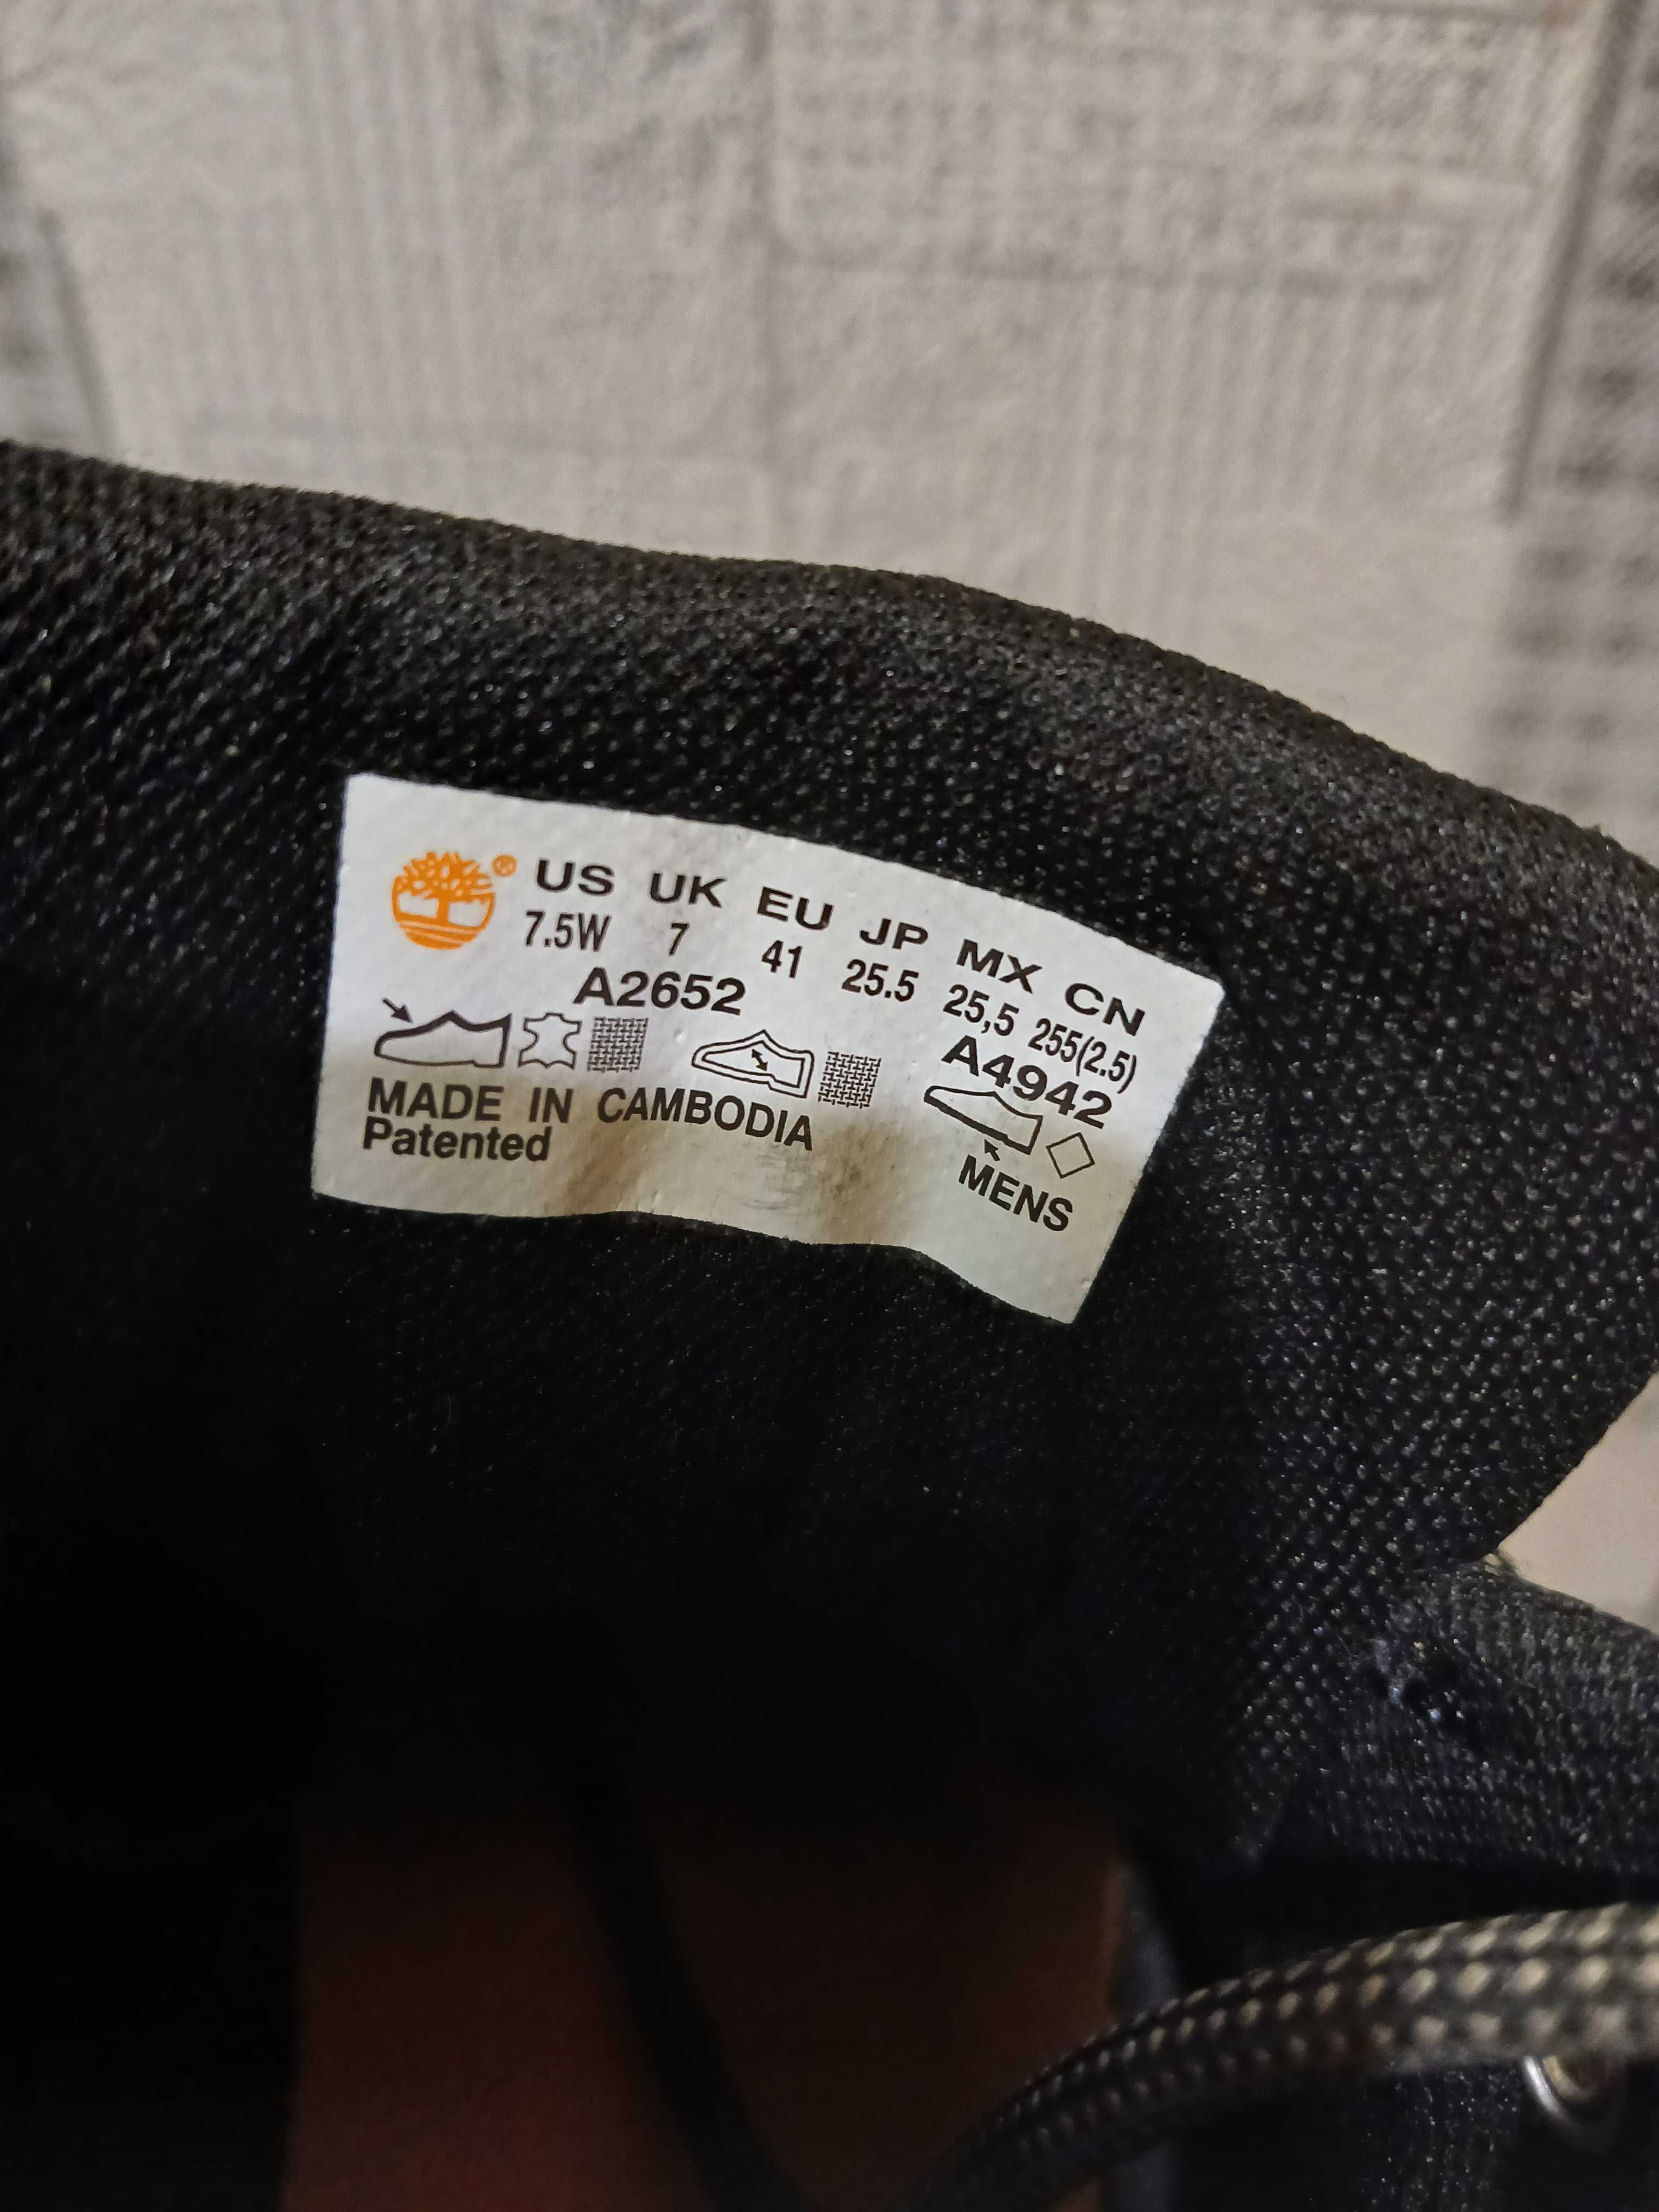 ® US UK EU JP MX CN
7.5W 7 41 25.5 25,5 255(2.5)
A2652 A4942
MADE IN CAMBODIA
Patented MENS